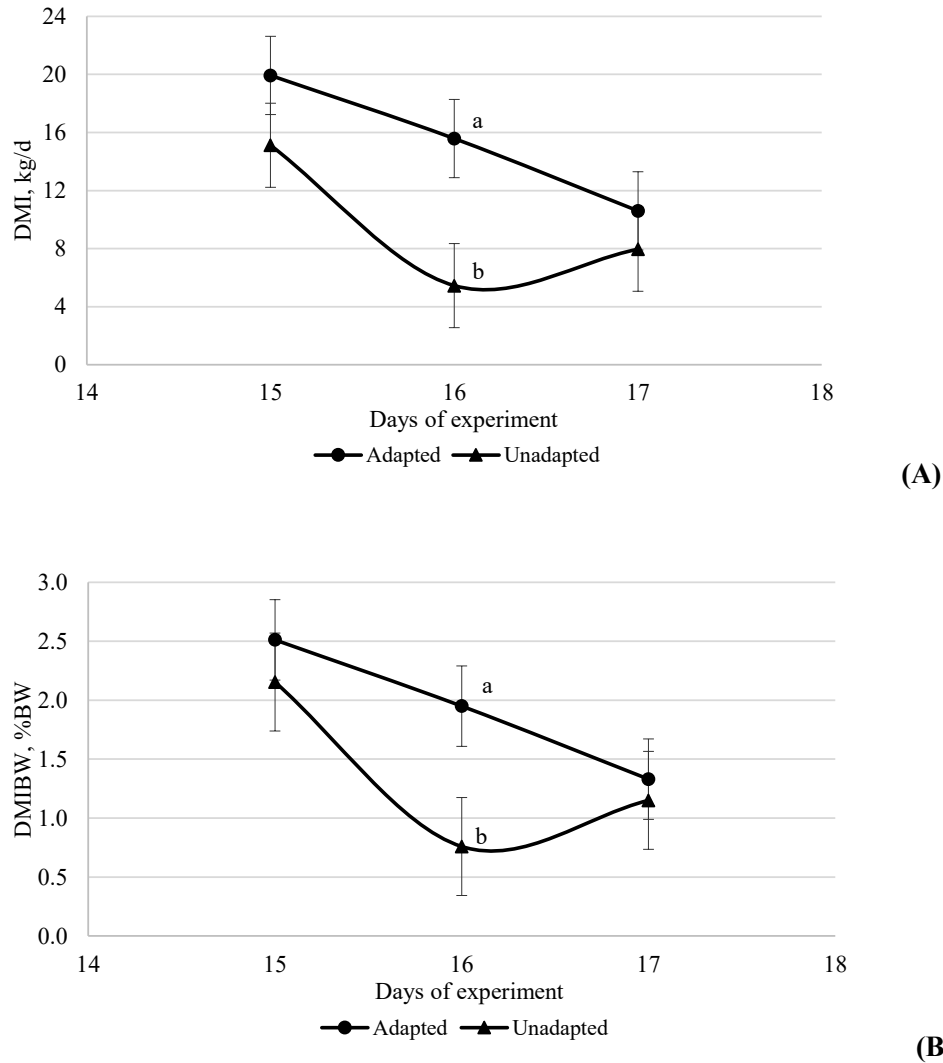 24
20
16
12
8
4
0
DMI, kg/d
a
b
14 15 16 17 18
Days of experiment
Adapted Unadapted
(A)
3.0
2.5
2.0
1.5
1.0
0.5
0.0
DMIBW, %BW
a
b
14 15 16 17 18
Days of experiment
Adapted Unadapted
(B